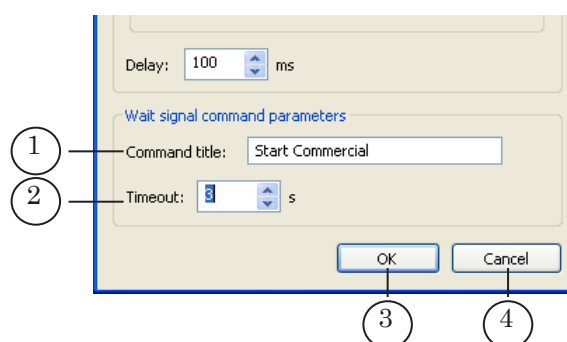 Delay: 100 ms
Wait signal command parameters
1 Command title: Start Commercial
2 Timeout: 3 s
OK Cancel
3 4